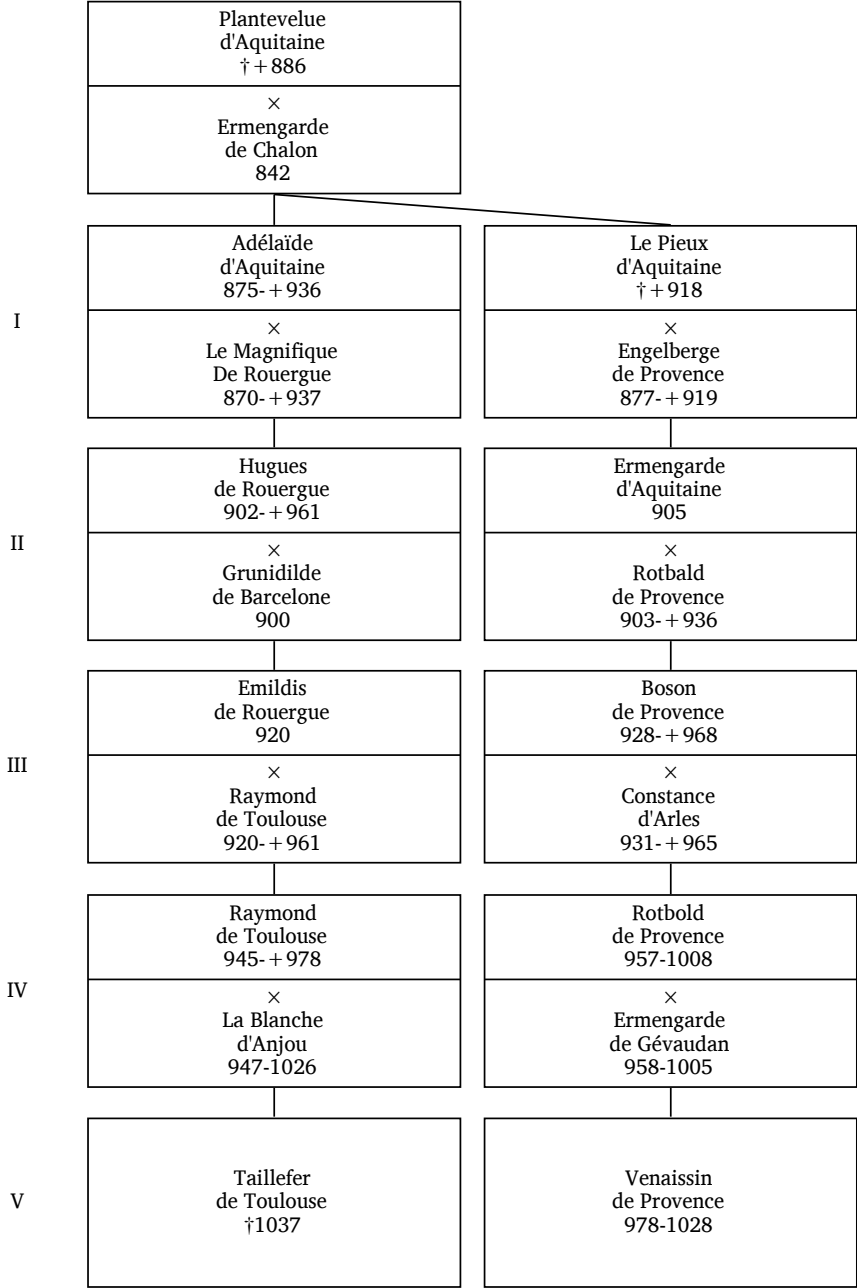 Plantevelue
d'Aquitaine
†+886
×
Ermengarde
de Chalon
842
I
Adélaïde
d'Aquitaine
875-+936
×
Le Magnifique
De Rouergue
870-+937
Le Pieux
d'Aquitaine
†+918
×
Engelberge
de Provence
877-+919
II
Hugues
de Rouergue
902-+961
×
Grunidilde
de Barcelone
900
Ermengarde
d'Aquitaine
905
×
Rotbald
de Provence
903-+936
III
Emildis
de Rouergue
920
×
Raymond
de Toulouse
920-+961
Boson
de Provence
928-+968
×
Constance
d'Arles
931-+965
IV
Raymond
de Toulouse
945-+978
×
La Blanche
d'Anjou
947-1026
Rotbold
de Provence
957-1008
×
Ermengarde
de Gévaudan
958-1005
V
Taillefer
de Toulouse
†1037
Venaissin
de Provence
978-1028